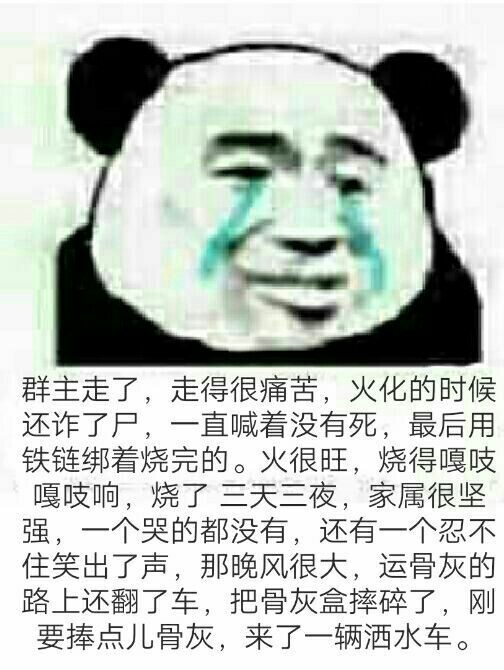 群主走了，走得很痛苦，火化的时候
还诈了尸，一直喊着没有死，最后用
铁链绑着烧完的。火很旺，烧得嘎吱
嘎吱响，烧了 三天三夜，家属很坚
强，一个哭的都没有，还有一个忍不
住笑出了声，那晚风很大，运骨灰的
路上还翻了车，把骨灰盒摔碎了，刚
要捧点儿骨灰，来了一辆洒水车。